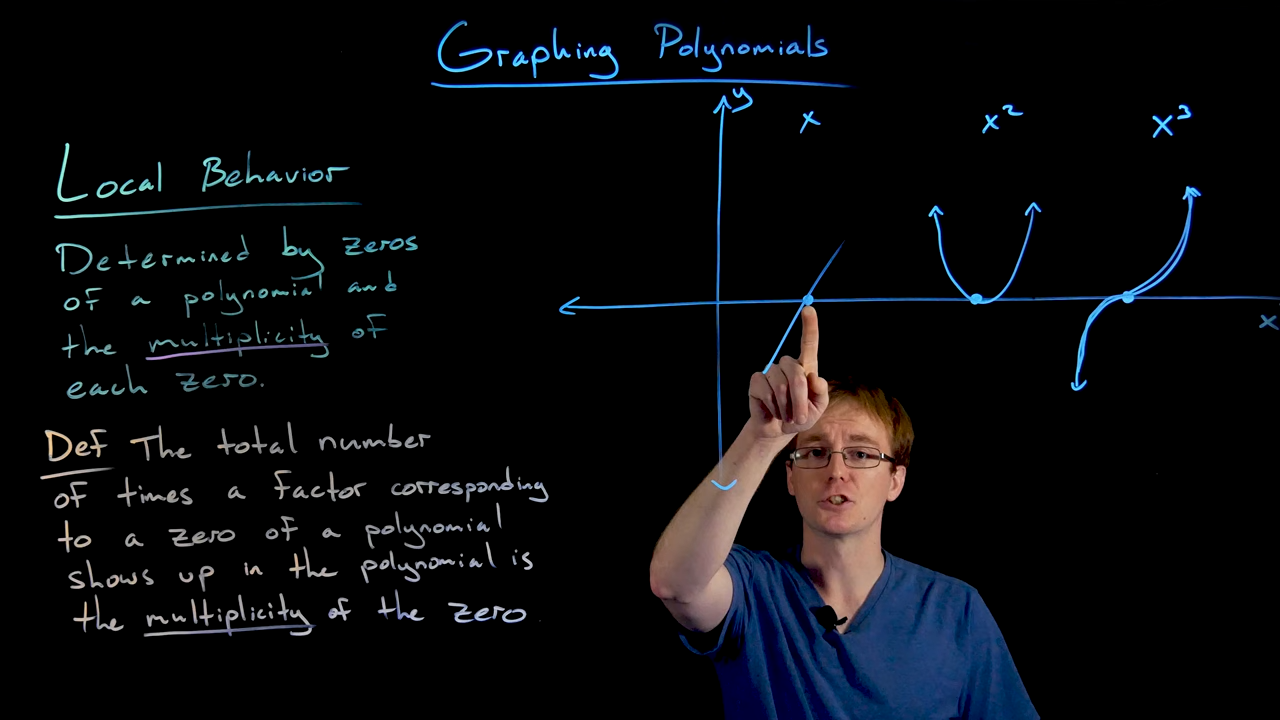 Graphing Polynomials
Local Behavior
Determined by zeros
of a polynomial and
the multiplicity of
each zero.
Def The total number
of times a factor corresponding
to a zero of a polynomial
shows up in the polynomial is
the multiplicity of the zero
y
x
x²
x³
x